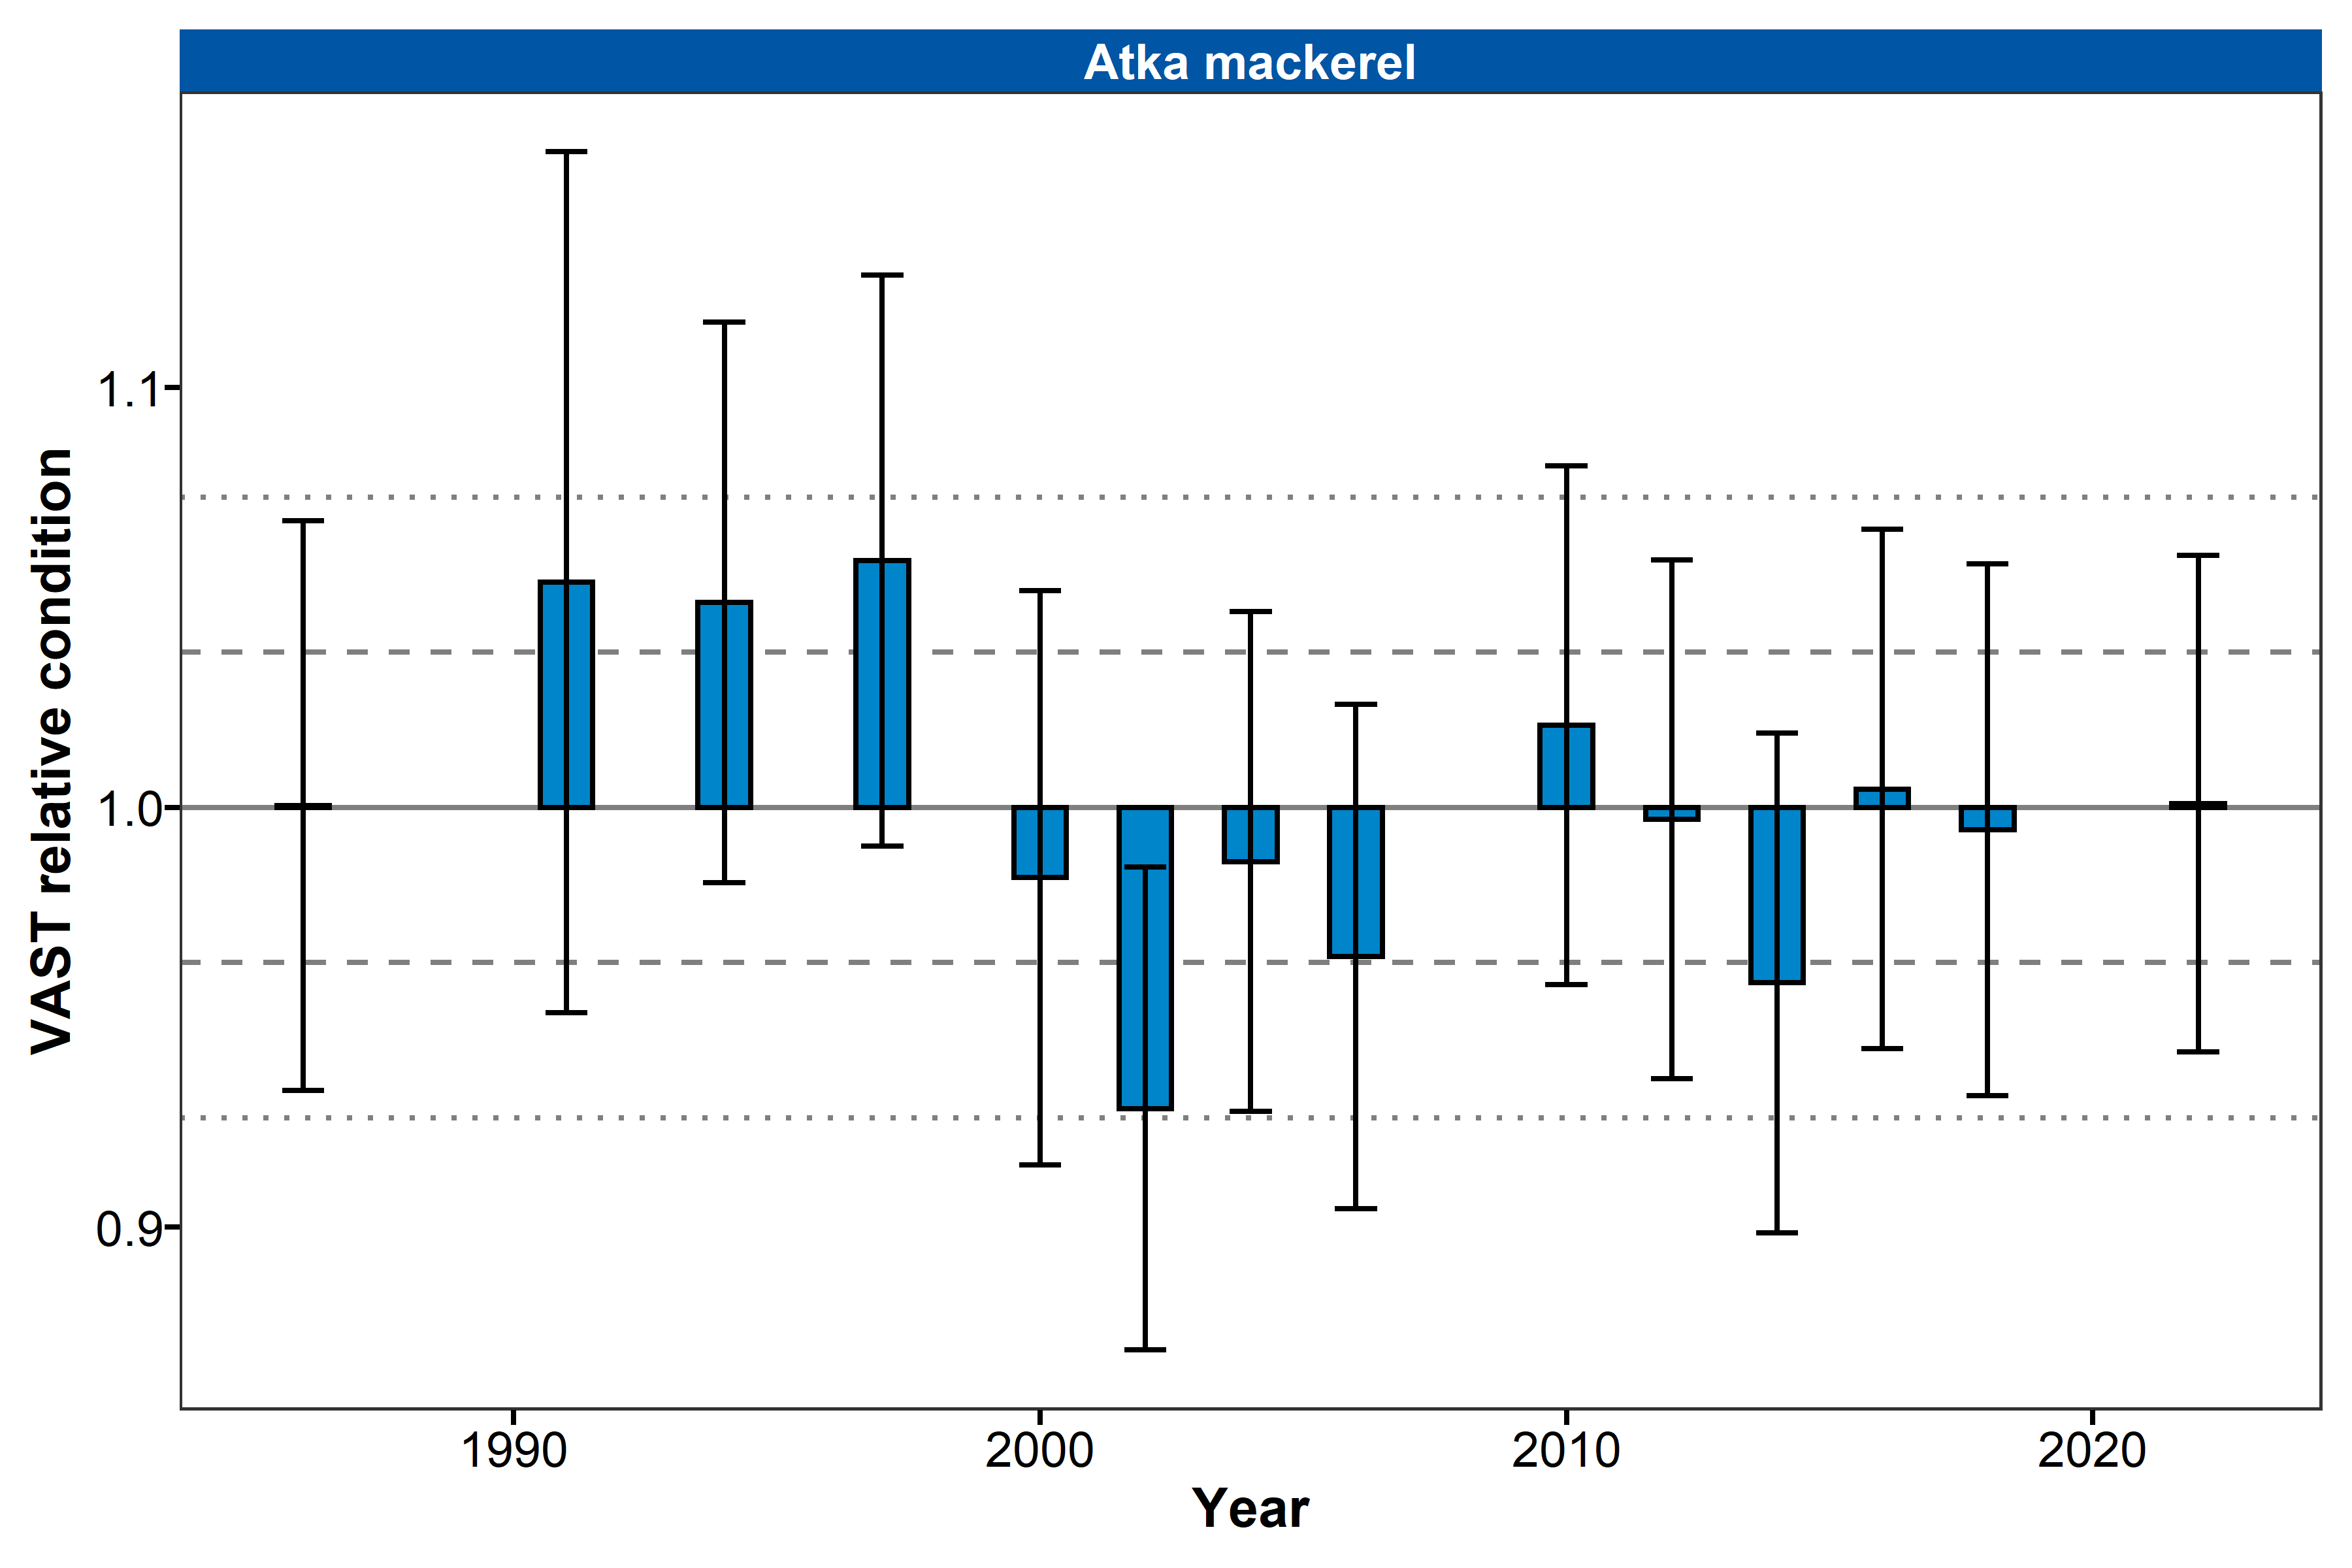 Atka mackerel
VAST relative condition
1.1
1.0
0.9
1990 2000 2010 2020
Year